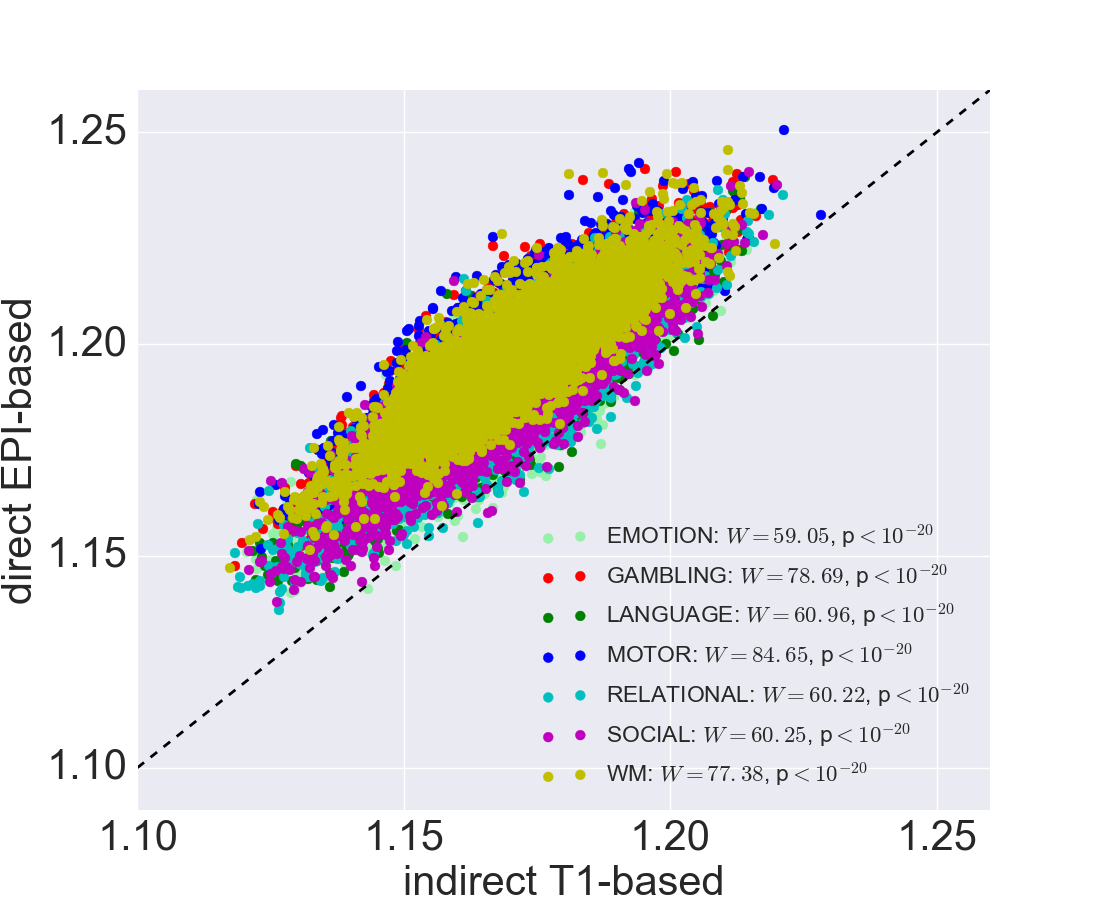 direct EPI-based
1.25
1.20
1.15
1.10
EMOTION: W = 59.05, p < 10⁻²⁰
GAMBLING: W = 78.69, p < 10⁻²⁰
LANGUAGE: W = 60.96, p < 10⁻²⁰
MOTOR: W = 84.65, p < 10⁻²⁰
RELATIONAL: W = 60.22, p < 10⁻²⁰
SOCIAL: W = 60.25, p < 10⁻²⁰
WM: W = 77.38, p < 10⁻²⁰
1.10 1.15 1.20 1.25
indirect T1-based